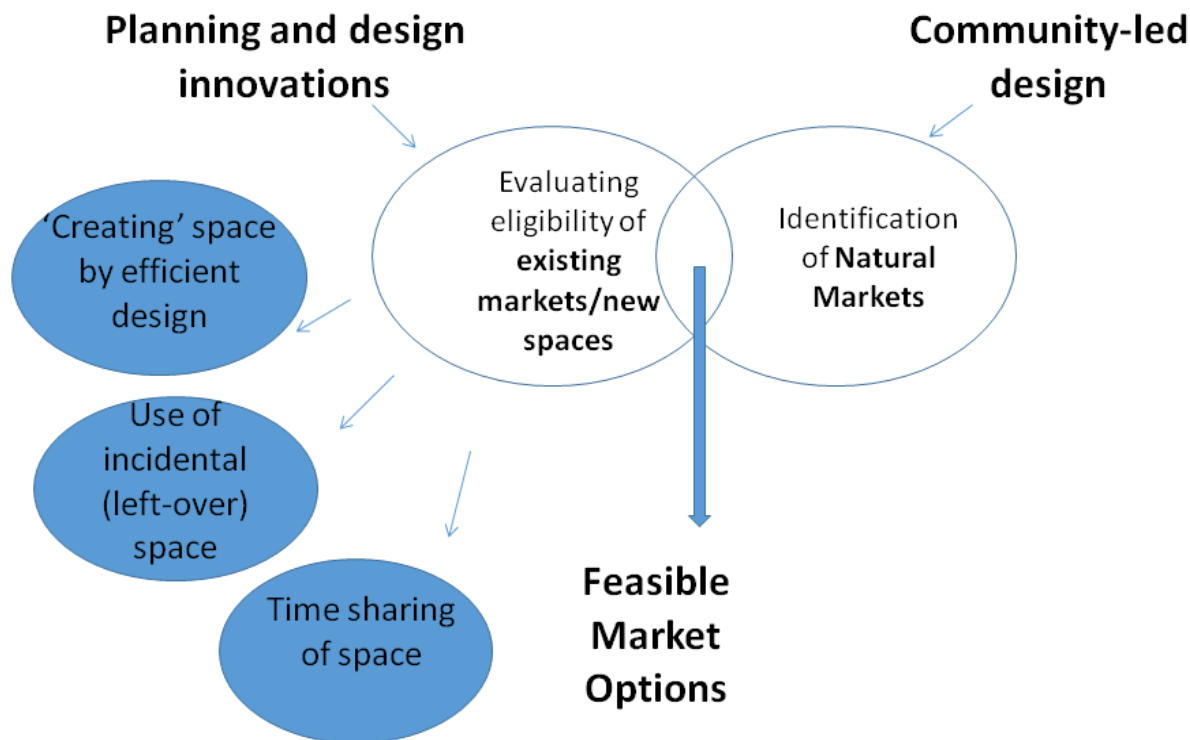 Planning and design
innovations
Community-led
design
Evaluating
eligibility of
existing
markets/new
spaces
Identification
of Natural
Markets
‘Creating’ space
by efficient
design
Use of
incidental
(left-over)
space
Time sharing
of space
Feasible
Market
Options